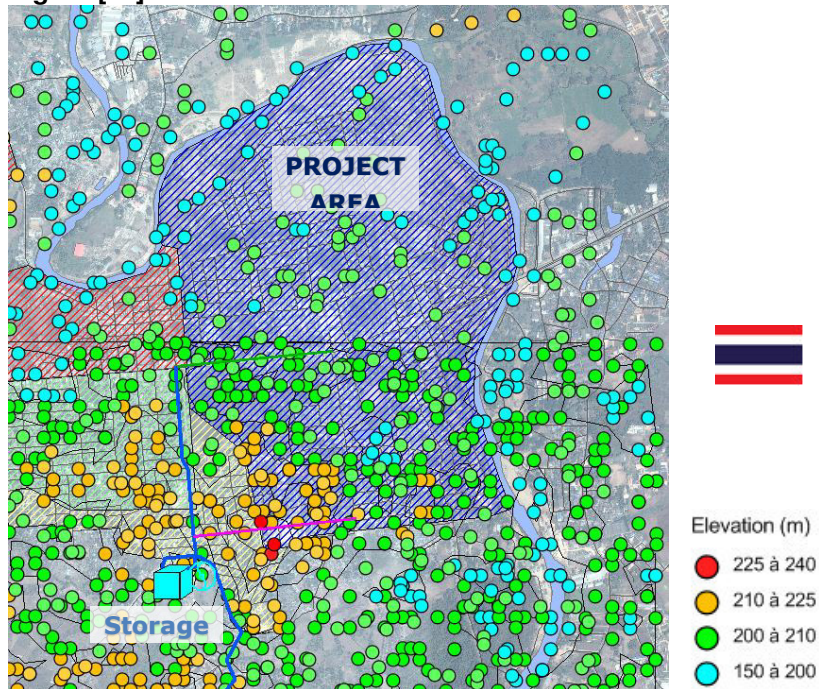 PROJECT
AREA
Storage
Elevation (m)
225 à 240
210 à 225
200 à 210
150 à 200